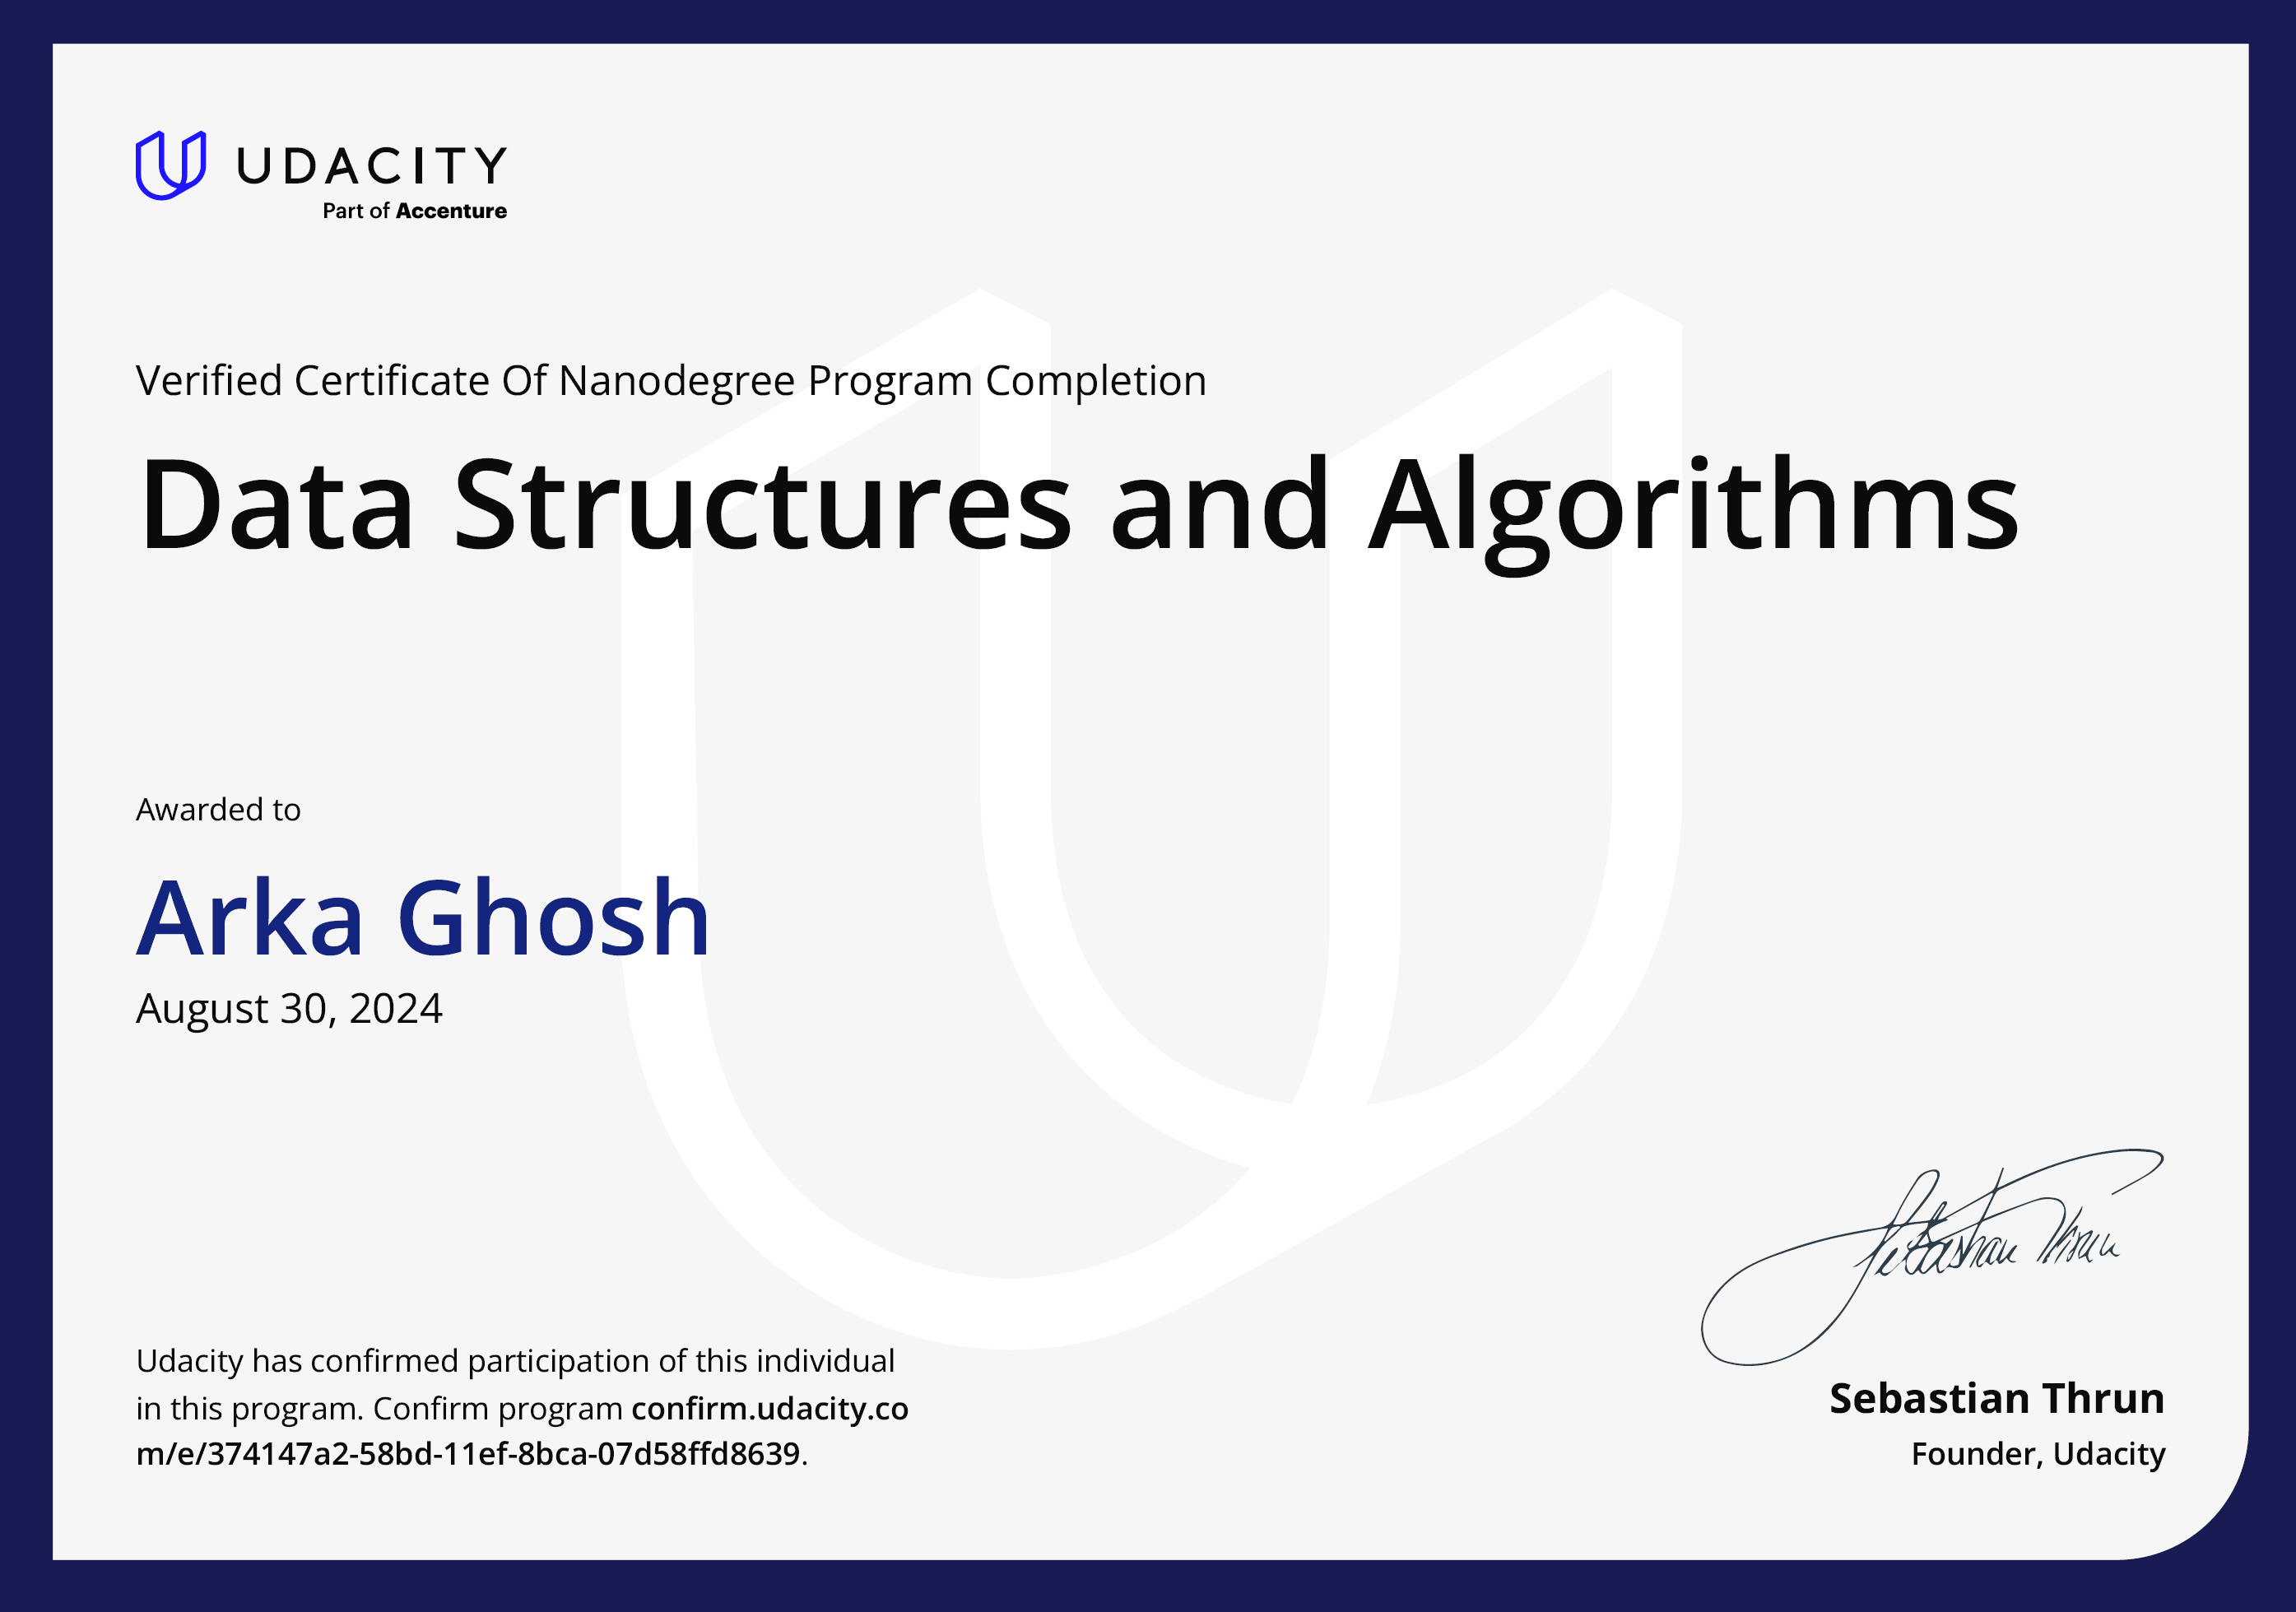 UDACITY
Part of Accenture
Verified Certificate Of Nanodegree Program Completion
Data Structures and Algorithms
Awarded to
Arka Ghosh
August 30, 2024
Udacity has confirmed participation of this individual
in this program. Confirm program confirm.udacity.co
m/e/374147a2-58bd-11ef-8bca-07d58ffd8639.
Sebastian Thrun
Sebastian Thrun
Founder, Udacity